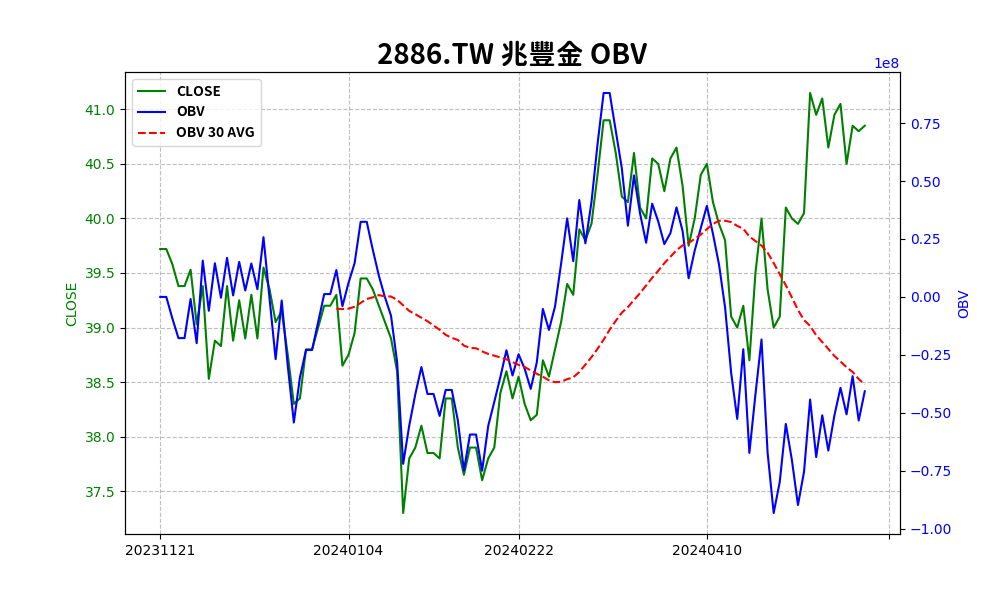 2886.TW 兆豐金 OBV
1e8
CLOSE
OBV
OBV 30 AVG
41.0
40.5
40.0
39.5
39.0
38.5
38.0
37.5
CLOSE
0.75
0.50
0.25
0.00
−0.25
−0.50
−0.75
−1.00
OBV
20231121
20240104
20240222
20240410